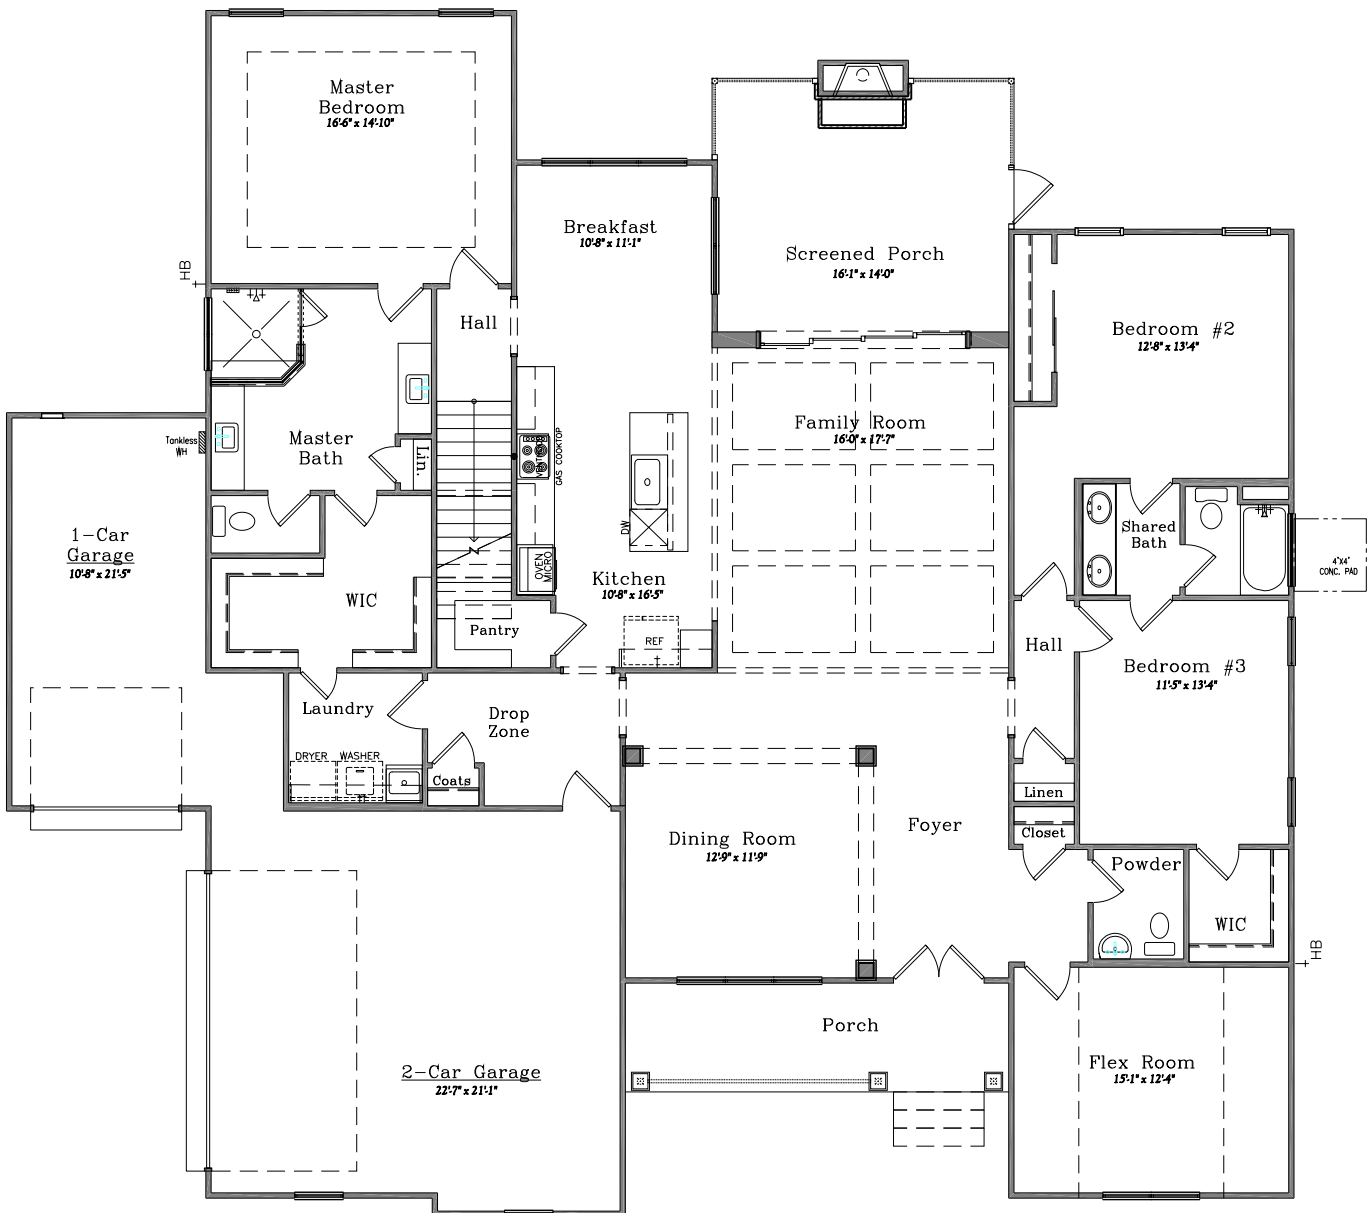 Master
Bedroom
16'-6" x 14'-10"
Breakfast
10'-8" x 11'-1"
Screened Porch
16'-1" x 14'-0"
HB
Hall
Bedroom #2
12'-8" x 13'-4"
Family Room
16'-0" x 17'-7"
Tankless
WH
Master
Bath
Lin.
GAS COOKTOP
1-Car
Garage
10'-8" x 21'-5"
DW
Shared
Bath
4"X4"
CONC. PAD
OVEN
MICRO
Kitchen
10'-8" x 16'-5"
WIC
Pantry
REF
Hall
Bedroom #3
11'-5" x 13'-4"
Laundry
Drop
Zone
DRYER
WASHER
Coats
Linen
Closet
Dining Room
12'-9" x 11'-9"
Foyer
Powder
WIC
HB
Porch
2-Car Garage
22'-7" x 21'-1"
Flex Room
15'-1" x 12'-4"